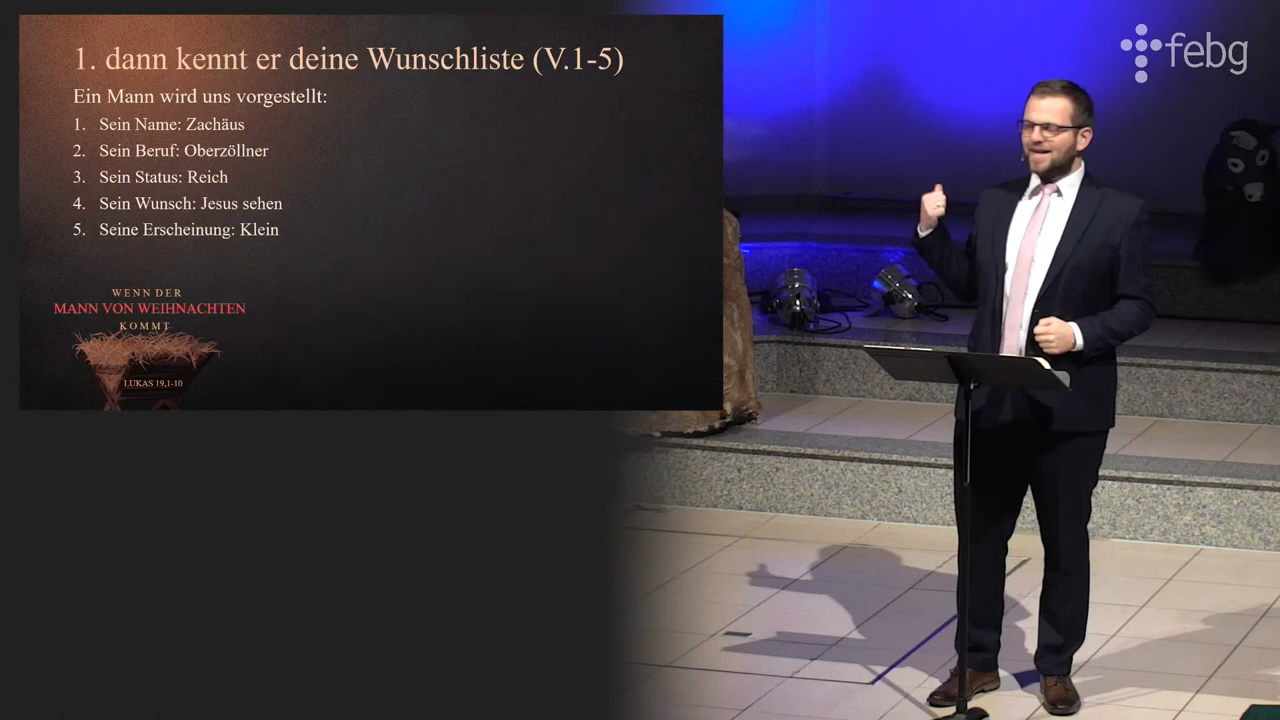 1. dann kennt er deine Wunschliste (V.1-5)
Ein Mann wird uns vorgestellt:
1. Sein Name: Zachäus
2. Sein Beruf: Oberzöllner
3. Sein Status: Reich
4. Sein Wunsch: Jesus sehen
5. Seine Erscheinung: Klein
WENN DER
MANN VON WEIHNACHTEN
KOMMT
LUKAS 19,1-10
febg